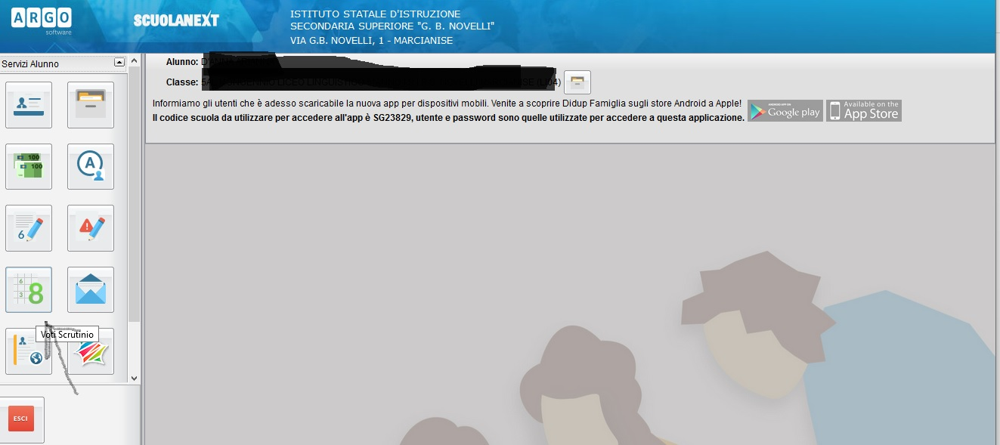 ARGO
software
SCUOLANEXT
ISTITUTO STATALE D'ISTRUZIONE
SECONDARIA SUPERIORE "G. B. NOVELLI"
VIA G.B. NOVELLI, 1 - MARCIANISE
Servizi Alunno
Alunno:
Classe:
Informiamo gli utenti che è adesso scaricabile la nuova app per dispositivi mobili. Venite a scoprire Didup Famiglia sugli store Android a Apple!
Il codice scuola da utilizzare per accedere all'app è SG23829, utente e password sono quelle utilizzate per accedere a questa applicazione.
ANDROID APP ON
Google play
Available on the
App Store
100
100
A
6
6
3
8
Voti Scrutinio
ESCI